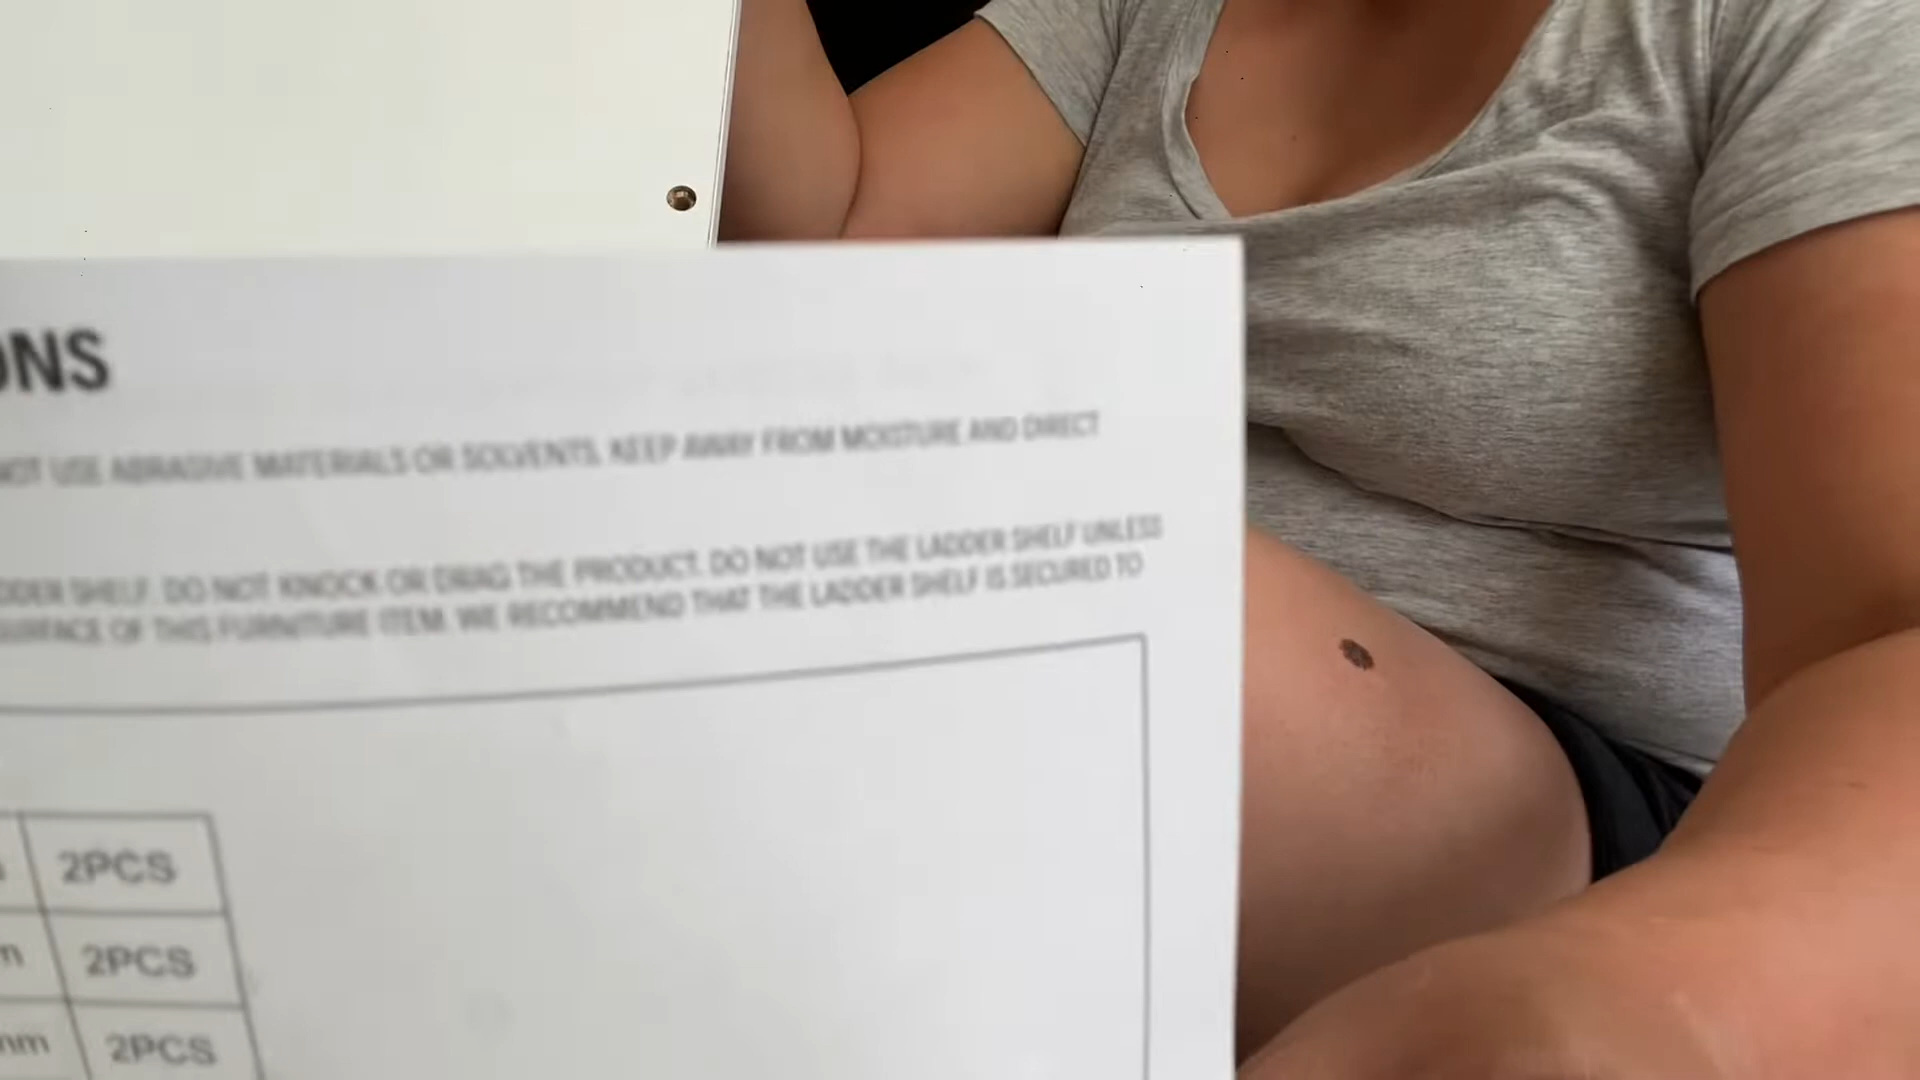 ONS
NOT USE ABRASIVE MATERIALS OR SOLVENTS. KEEP AWAY FROM MOISTURE AND DIRECT
DDER SHELF. DO NOT KNOCK OR DRAG THE PRODUCT. DO NOT USE THE LADDER SHELF UNLESS
SURFACE OF THIS FURNITURE ITEM. WE RECOMMEND THAT THE LADDER SHELF IS SECURED TO
2PCS
m 2PCS
mm 2PCS